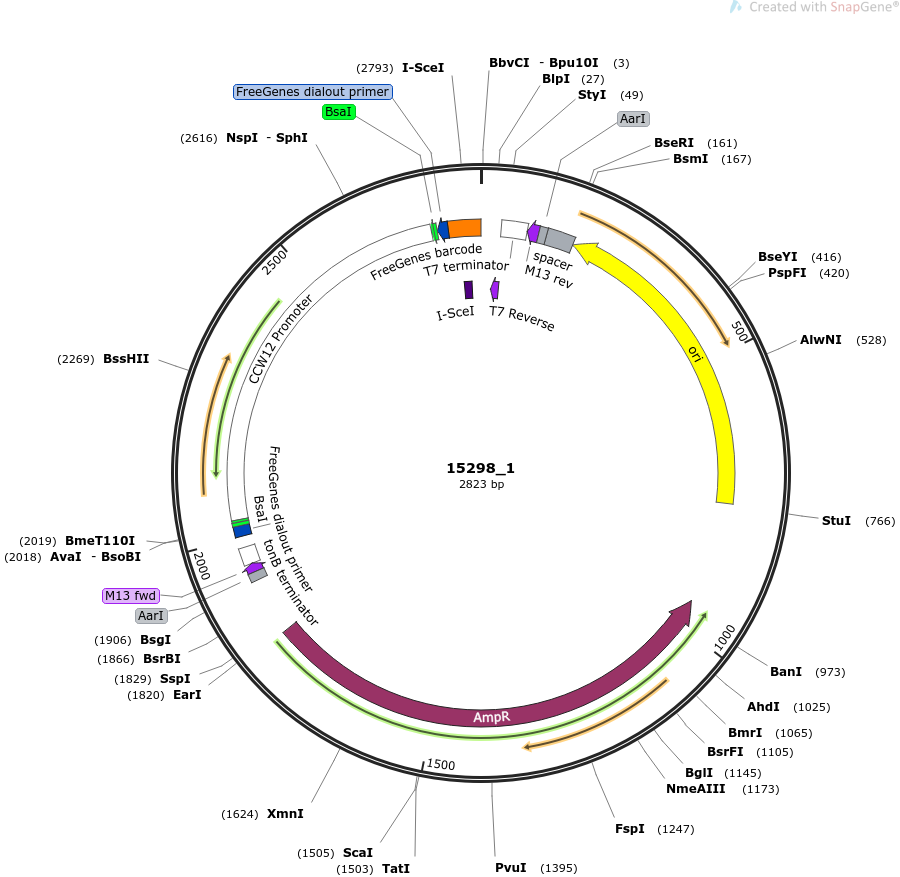 Created with SnapGene®
(2793) I-SceI
BbvCI - Bpu10I (3)
BlpI (27)
StyI (49)
FreeGenes dialout primer
BsaI
AarI
(2616) NspI - SphI
BseRI (161)
BsmI (167)
BseYI (416)
PspFI (420)
500
AlwNI (528)
2500
FreeGenes barcode
T7 terminator
spacer
M13 rev
I-SceI
T7 Reverse
CCW12 Promoter
ori
(2269) BssHII
15298_1
2823 bp
StuI (766)
FreeGenes dialout primer
BsaI
tonB terminator
(2019) BmeT110I
(2018) AvaI - BsoBI
2000
M13 fwd
AarI
(1906) BsgI
(1866) BsrBI
(1829) SspI
(1820) EarI
1000
BanI (973)
AhdI (1025)
BmrI (1065)
BsrFI (1105)
BglI (1145)
NmeAIII (1173)
AmpR
1500
(1624) XmnI
FspI (1247)
(1505) ScaI
(1503) TatI
PvuI (1395)